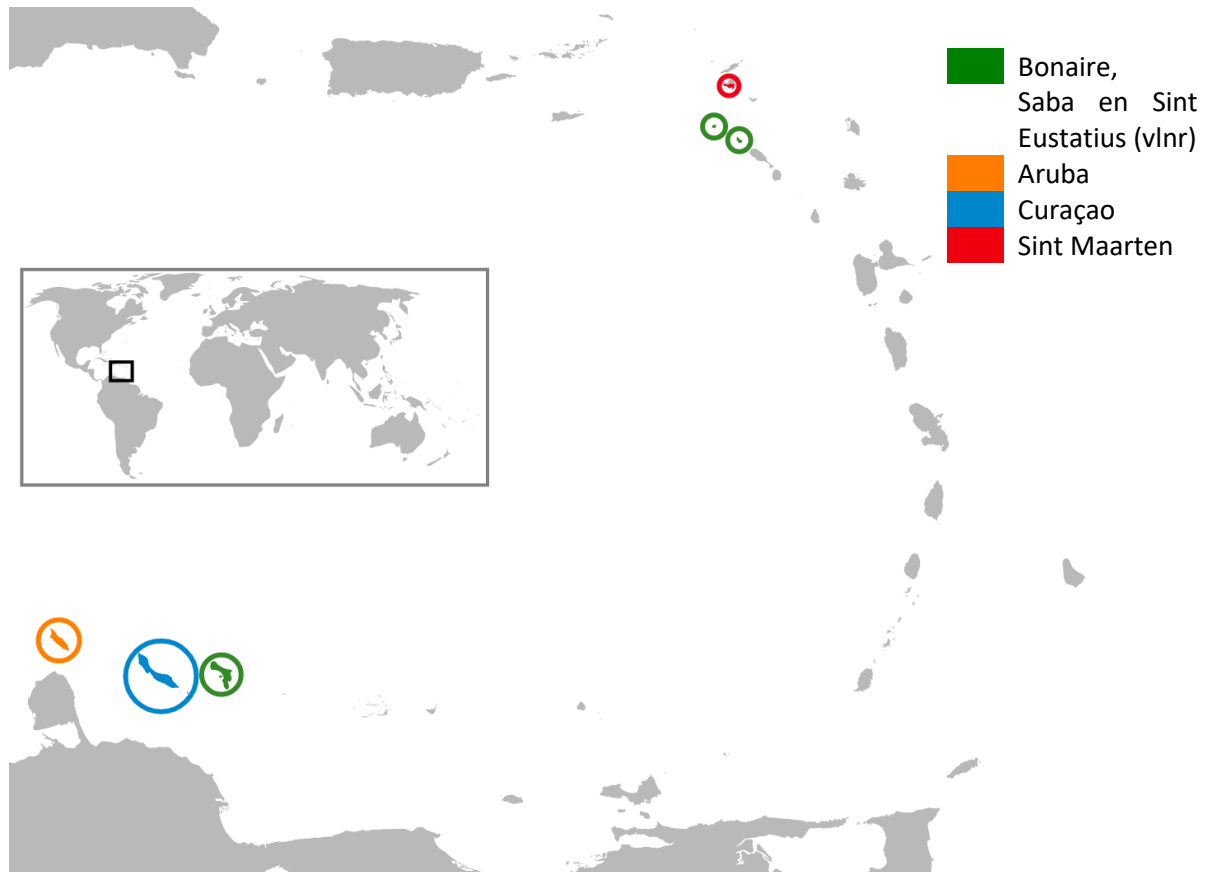 Bonaire,
Saba en Sint
Eustatius (vlnr)
Aruba
Curaçao
Sint Maarten